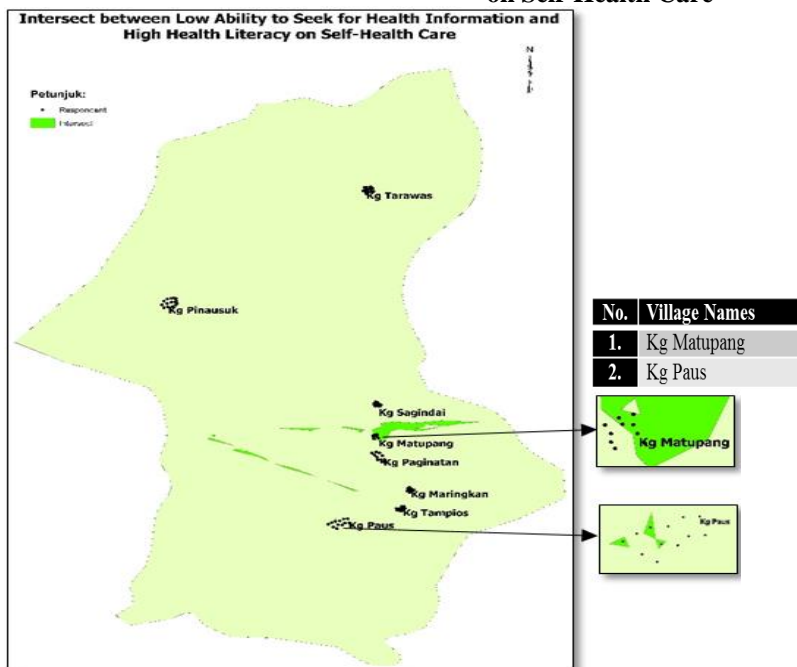 on Self-Health Care
Intersect between Low Ability to Seek for Health Information and
High Health Literacy on Self-Health Care
N
Petunjuk:
Respondent
Intersect
Kg Tarawas
Kg Pinausuk
Kg Sagindai
Kg Matupang
Kg Paginatan
Kg Maringkan
Kg Tampios
Kg Paus
No. Village Names
1. Kg Matupang
2. Kg Paus
Kg Matupang
Kg Paus